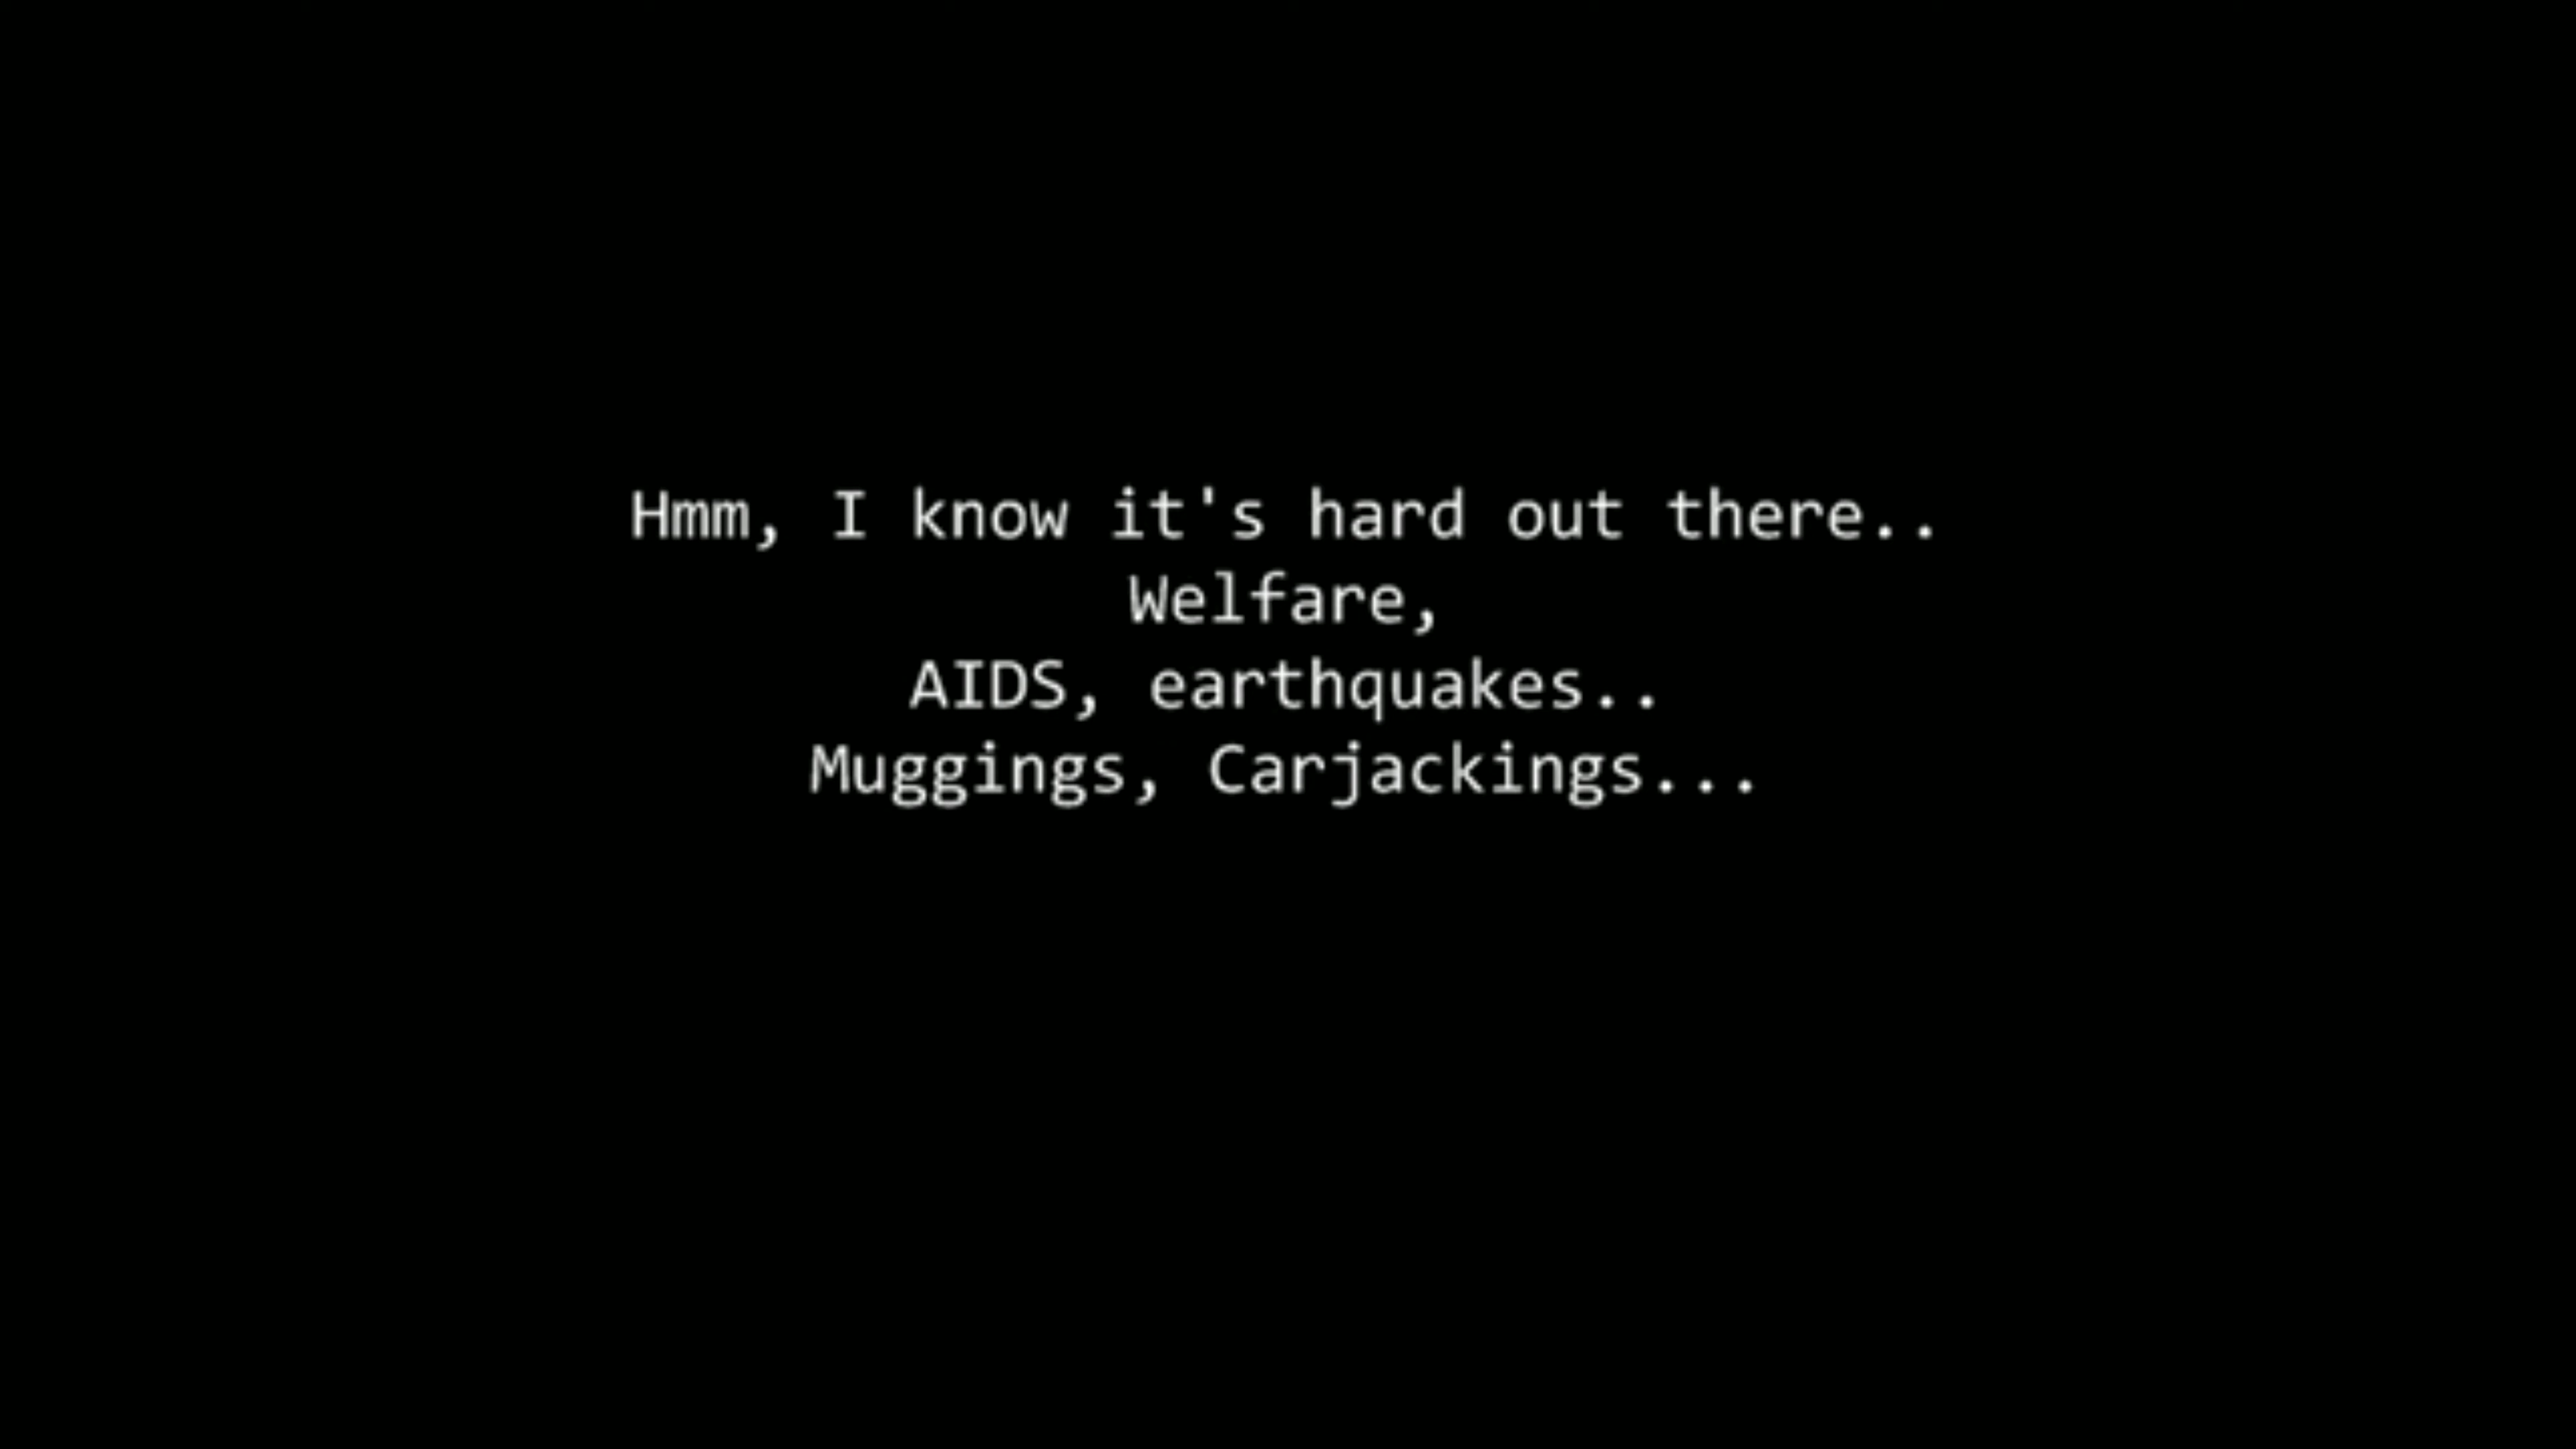 Hmm, I know it's hard out there..
Welfare,
AIDS, earthquakes..
Muggings, Carjackings...